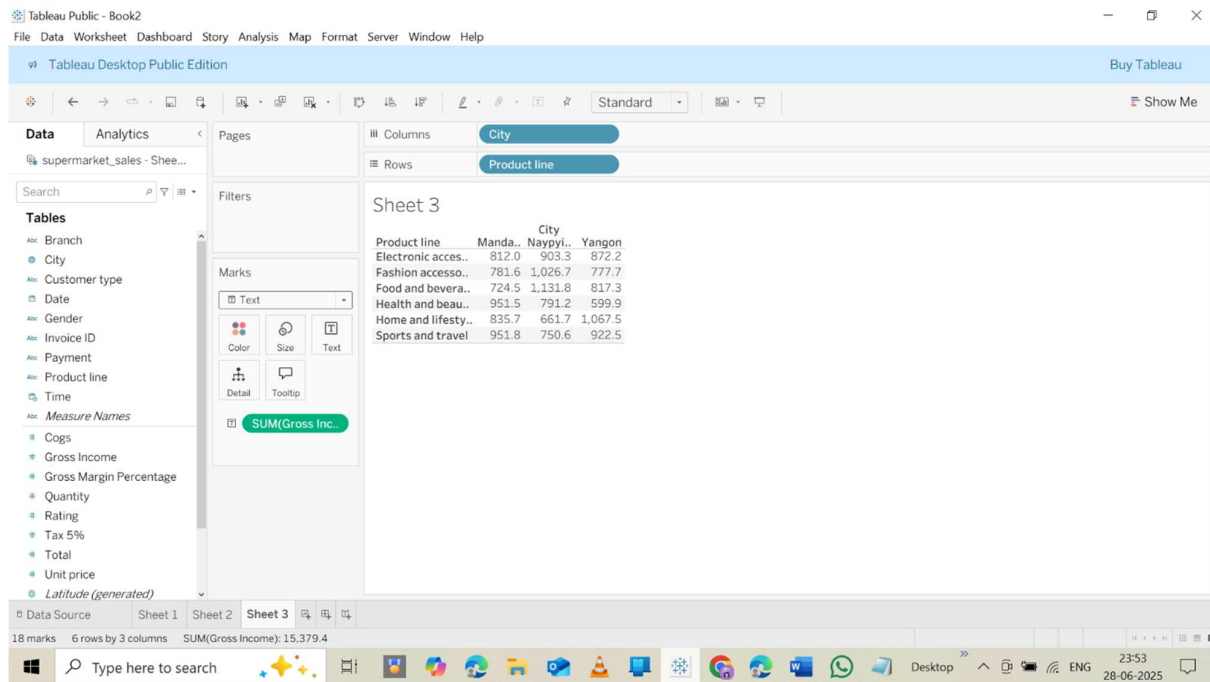 Tableau Public - Book2
File Data Worksheet Dashboard Story Analysis Map Format Server Window Help
Tableau Desktop Public Edition Buy Tableau
Standard Show Me
Data Analytics Pages Columns City
supermarket_sales - Shee... Rows Product line
Search Filters
Sheet 3
Tables
City
Product line Manda.. Naypyi.. Yangon
Electronic acces.. 812.0 903.3 872.2
Fashion accesso.. 781.6 1,026.7 777.7
Food and bevera.. 724.5 1,131.8 817.3
Health and beau.. 951.5 791.2 599.9
Home and lifesty.. 835.7 661.7 1,067.5
Sports and travel 951.8 750.6 922.5
Marks
Text
Color Size Text
Detail Tooltip
SUM(Gross Inc..
Abc Branch
City
Abc Customer type
Date
Abc Gender
Abc Invoice ID
Abc Payment
Abc Product line
Time
Abc Measure Names
# Cogs
# Gross Income
# Gross Margin Percentage
# Quantity
# Rating
# Tax 5%
# Total
# Unit price
Latitude (generated)
Data Source Sheet 1 Sheet 2 Sheet 3
18 marks 6 rows by 3 columns SUM(Gross Income): 15,379.4
Type here to search Desktop ENG 23:53
28-06-2025